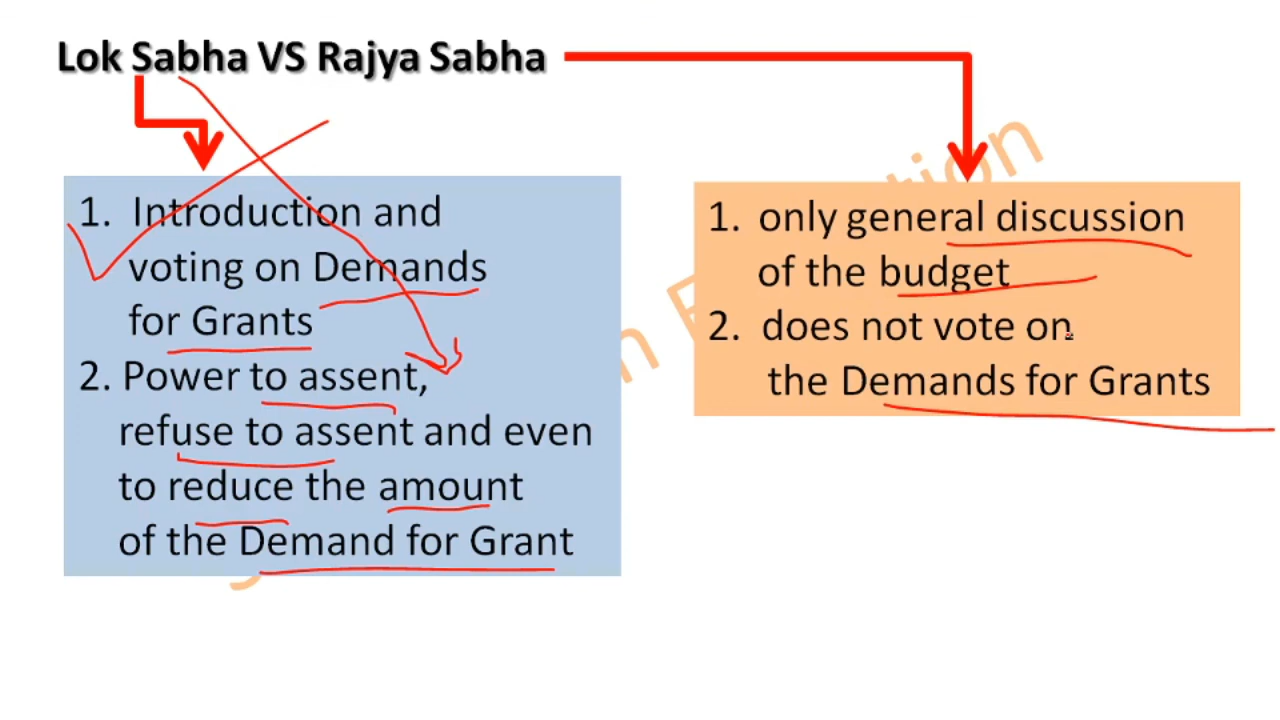 Lok Sabha VS Rajya Sabha
1. Introduction and
voting on Demands
for Grants
2. Power to assent,
refuse to assent and even
to reduce the amount
of the Demand for Grant
1. only general discussion
of the budget
2. does not vote on
the Demands for Grants